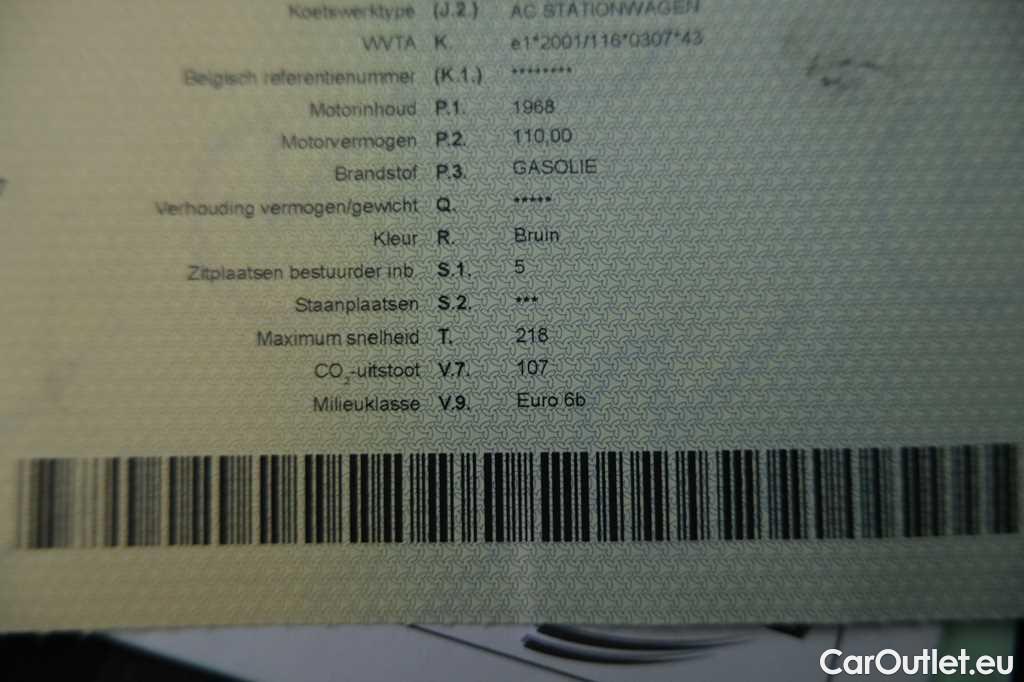 Koetswerktype (J.2.) AC STATIONWAGEN
WVTA K. e1*2001/116*0307*43
Belgisch referentienummer (K.1.) ********
Motorinhoud P.1. 1968
Motorvermogen P.2. 110,00
Brandstof P.3. GASOLIE
Verhouding vermogen/gewicht Q. *****
Kleur R. Bruin
Zitplaatsen bestuurder inb. S.1. 5
Staanplaatsen S.2. ***
Maximum snelheid T. 218
CO2-uitstoot V.7. 107
Milieuklasse V.9. Euro 6b
CarOutlet.eu